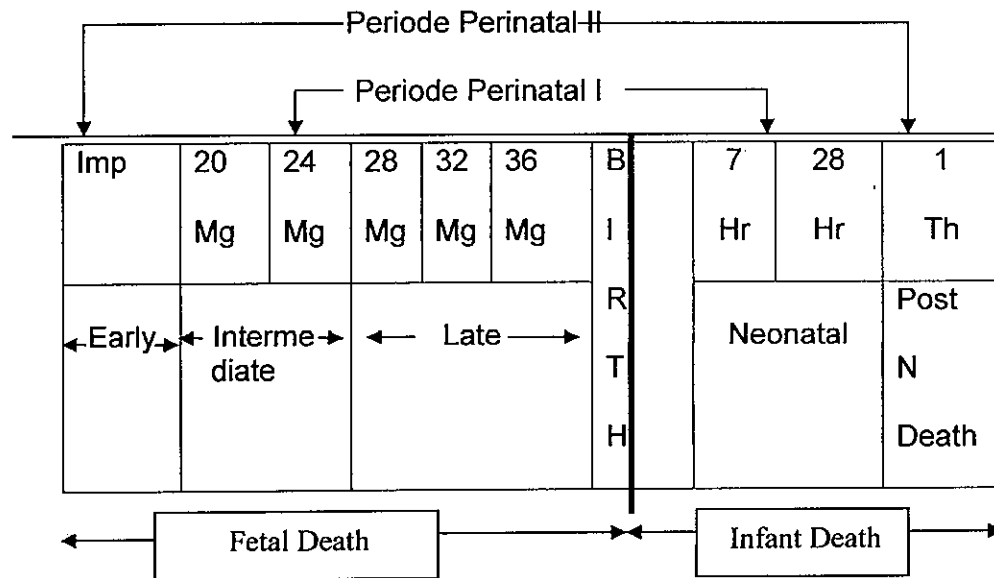 Periode Perinatal II
Periode Perinatal I
Imp 20 24 28 32 36 B 7 28 1
Mg Mg Mg Mg Mg I Hr Hr Th
R Post
Early Interme Late Neonatal
diate T N
H Death
Fetal Death Infant Death